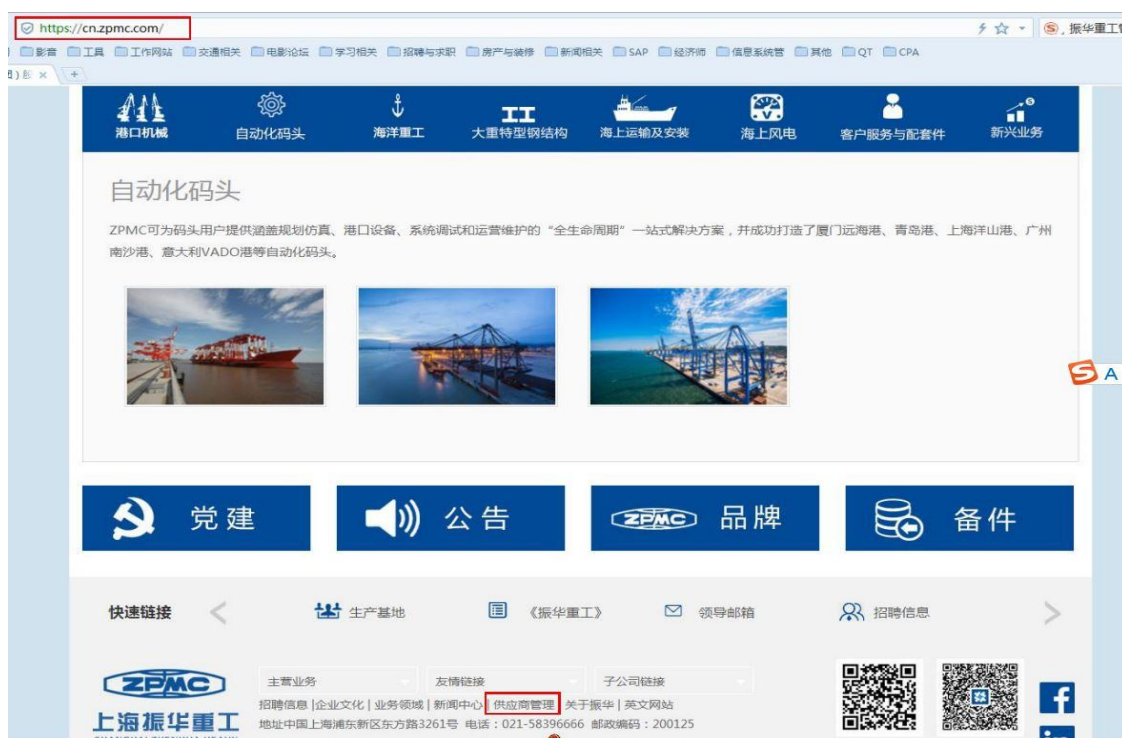 https://cn.zpmc.com/
振华重工
影音 工具 工作网站 交通相关 电影论坛 学习相关 招聘与求职 房产与装修 新闻相关 SAP 经济师 信息系统管 其他 QT CPA
港口机械 自动化码头 海洋重工 大重特型钢结构 海上运输及安装 海上风电 客户服务与配套件 新兴业务
自动化码头
ZPMC可为码头用户提供涵盖规划仿真、港口设备、系统调试和运营维护的“全生命周期”一站式解决方案，并成功打造了厦门远海港、青岛港、上海洋山港、广州
南沙港、意大利VADO港等自动化码头。
A
党建 公告 ZPMC 品牌 备件
快速链接 生产基地 《振华重工》 领导邮箱 招聘信息
ZPMC
上海振华重工
主营业务 友情链接 子公司链接
招聘信息 |企业文化 | 业务领域 | 新闻中心 | 供应商管理 | 关于振华 | 英文网站
地址中国上海浦东新区东方路3261号 电话：021-58396666 邮政编码：200125